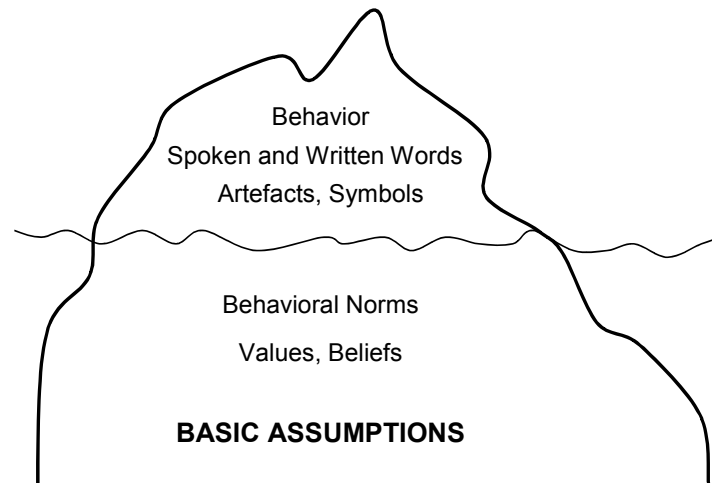 Behavior
Spoken and Written Words
Artefacts, Symbols
Behavioral Norms
Values, Beliefs
BASIC ASSUMPTIONS